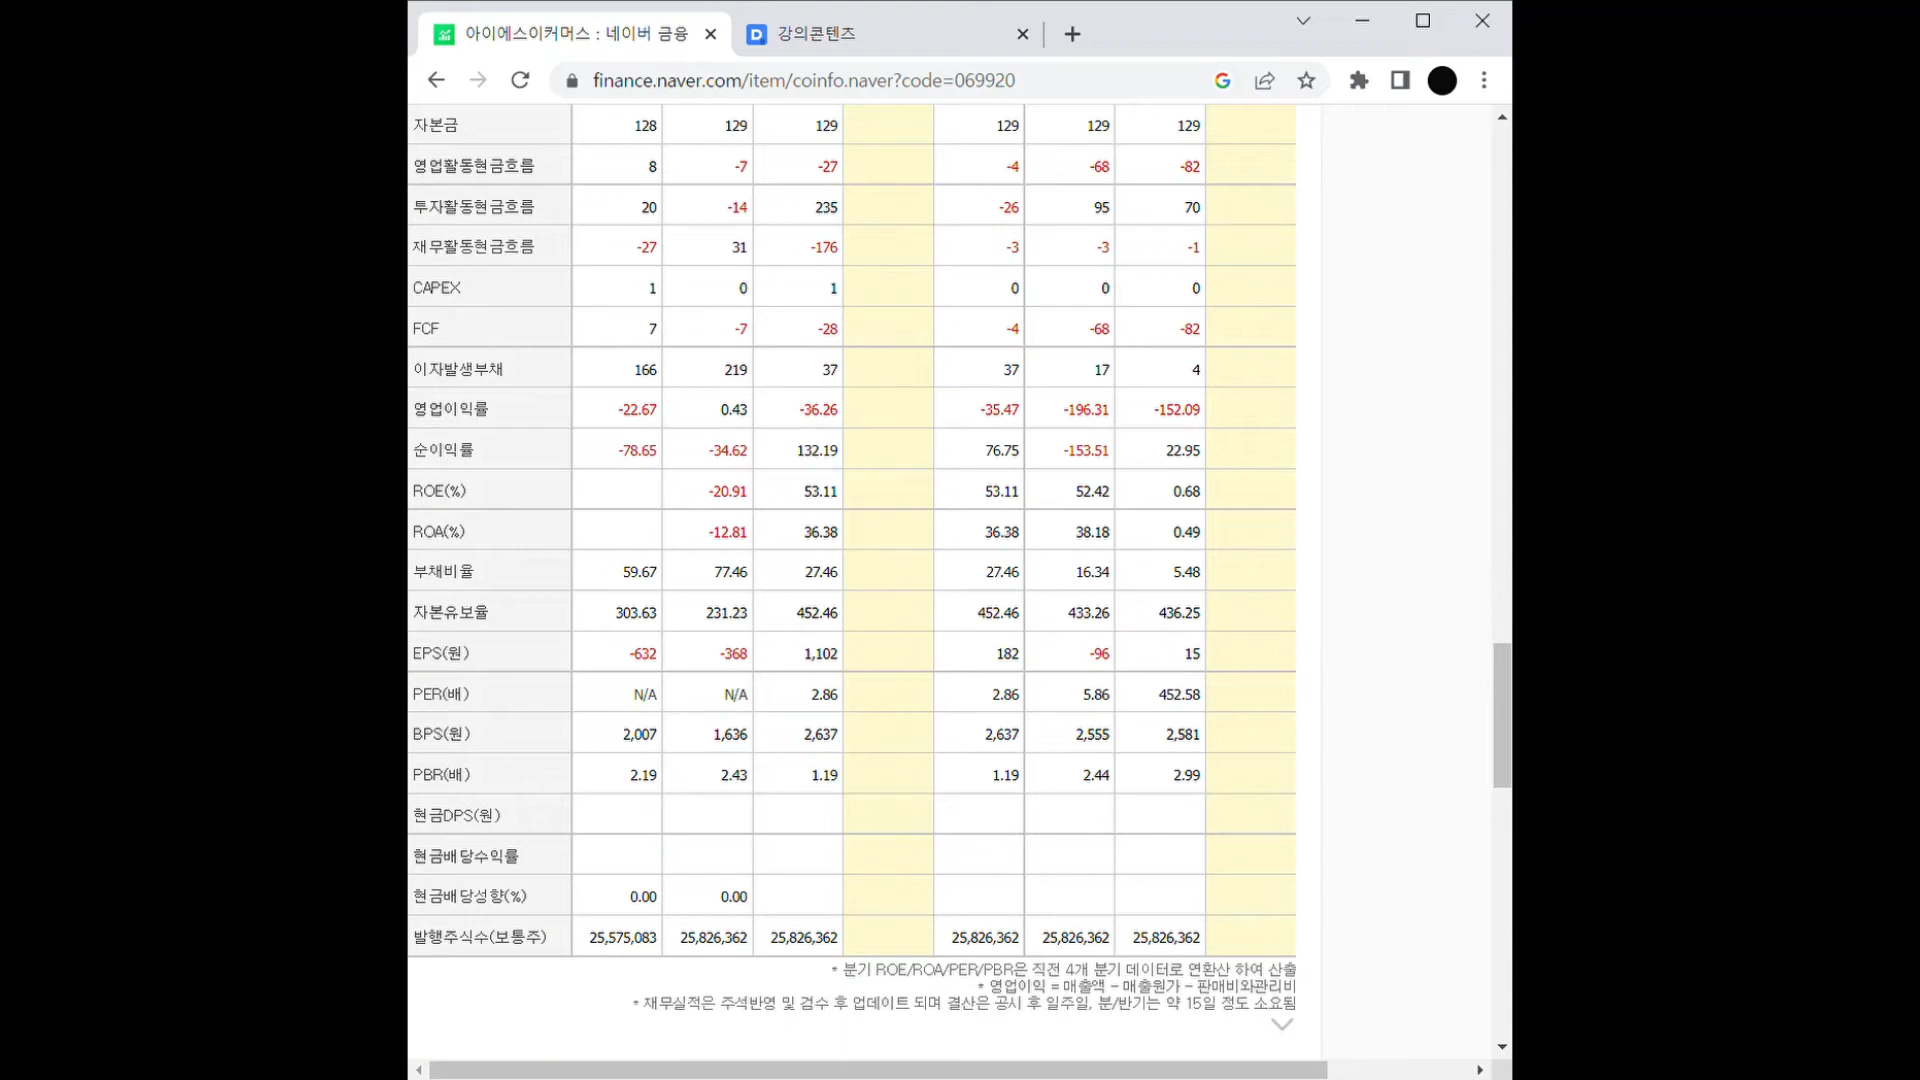 아이에스이커머스 : 네이버 금융
강의콘텐츠
finance.naver.com/item/coinfo.naver?code=069920
자본금 128 129 129 129 129 129
영업활동현금흐름 8 -7 -27 -4 -68 -82
투자활동현금흐름 20 -14 235 -26 95 70
재무활동현금흐름 -27 31 -176 -3 -3 -1
CAPEX 1 0 1 0 0 0
FCF 7 -7 -28 -4 -68 -82
이자발생부채 166 219 37 37 17 4
영업이익률 -22.67 0.43 -36.26 -35.47 -196.31 -152.09
순이익률 -78.65 -34.62 132.19 76.75 -153.51 22.95
ROE(%) -20.91 53.11 53.11 52.42 0.68
ROA(%) -12.81 36.38 36.38 38.18 0.49
부채비율 59.67 77.46 27.46 27.46 16.34 5.48
자본유보율 303.63 231.23 452.46 452.46 433.26 436.25
EPS(원) -632 -368 1,102 182 -96 15
PER(배) N/A N/A 2.86 2.86 5.86 452.58
BPS(원) 2,007 1,636 2,637 2,637 2,555 2,581
PBR(배) 2.19 2.43 1.19 1.19 2.44 2.99
현금DPS(원)
현금배당수익률
현금배당성향(%) 0.00 0.00
발행주식수(보통주) 25,575,083 25,826,362 25,826,362 25,826,362 25,826,362 25,826,362
* 분기 ROE/ROA/PER/PBR은 직전 4개 분기 데이터로 연환산 하여 산출
* 영업이익 = 매출액 - 매출원가 - 판매비와관리비
* 재무실적은 주석반영 및 검수 후 업데이트 되며 결산은 공시 후 일주일, 분/반기는 약 15일 정도 소요됨